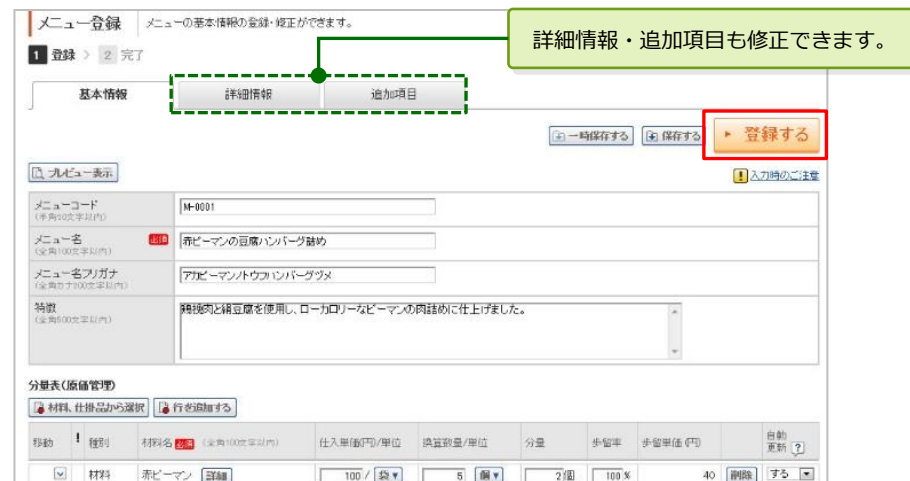 メニュー登録 メニューの基本情報の登録・修正ができます。
詳細情報・追加項目も修正できます。
1 登録 > 2 完了
基本情報 詳細情報 追加項目
一時保存する 保存する 登録する
プレビュー表示 入力時のご注意
メニューコード M-0001
(半角10文字以内)
メニュー名 必須 赤ピーマンの豆腐ハンバーグ詰め
(全角100文字以内)
メニュー名フリガナ アカピーマンノトウフハンバーグヅメ
(全角カナ100文字以内)
特徴 鶏挽肉と絹豆腐を使用し、ローカロリーなピーマンの肉詰めに仕上げました。
(全角500文字以内)
分量表(原価管理)
材料、仕掛品から選択 行を追加する
移動 ! 種別 材料名 必須 (全角100文字以内) 仕入単価(円)/単位 換算数量/単位 分量 歩留率 歩留単価(円) 自動更新 ?
材料 赤ピーマン 詳細 100 / 袋 5 個 2個 100 % 40 削除 する